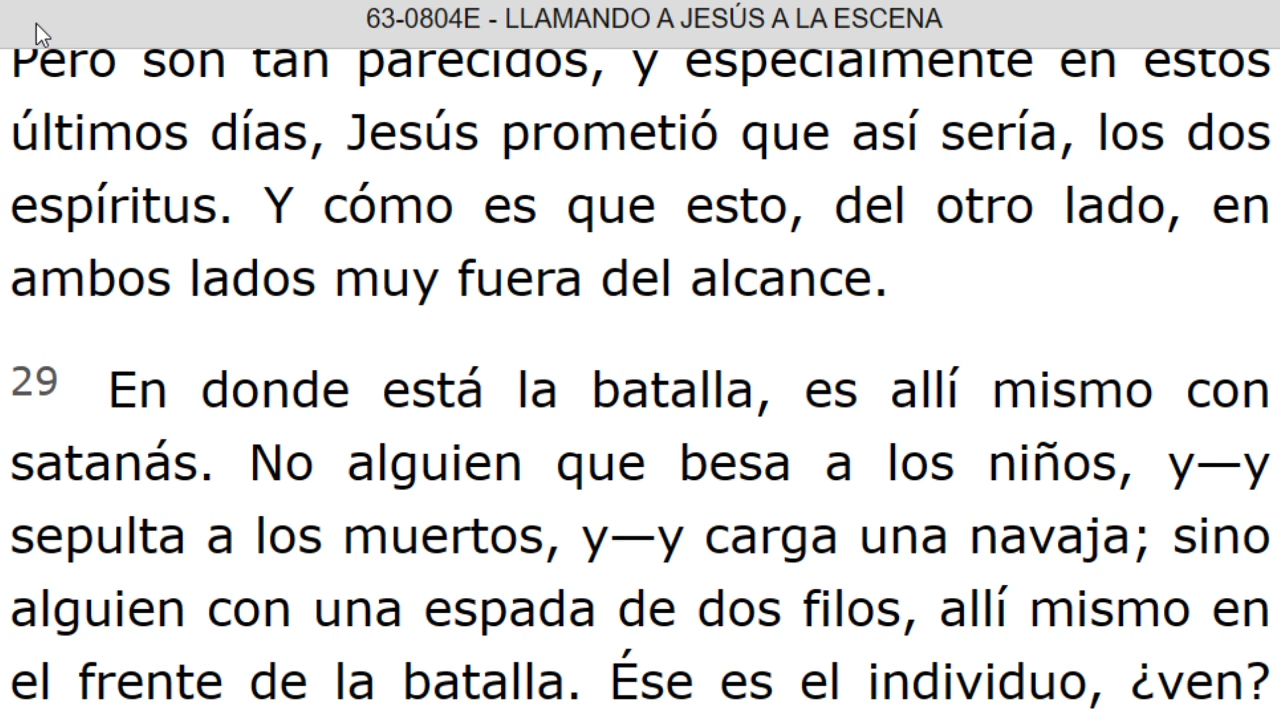 63-0804E - LLAMANDO A JESÚS A LA ESCENA
Pero son tan parecidos, y especialmente en estos
últimos días, Jesús prometió que así sería, los dos
espíritus. Y cómo es que esto, del otro lado, en
ambos lados muy fuera del alcance.
29 En donde está la batalla, es allí mismo con
satanás. No alguien que besa a los niños, y—y
sepulta a los muertos, y—y carga una navaja; sino
alguien con una espada de dos filos, allí mismo en
el frente de la batalla. Ése es el individuo, ¿ven?